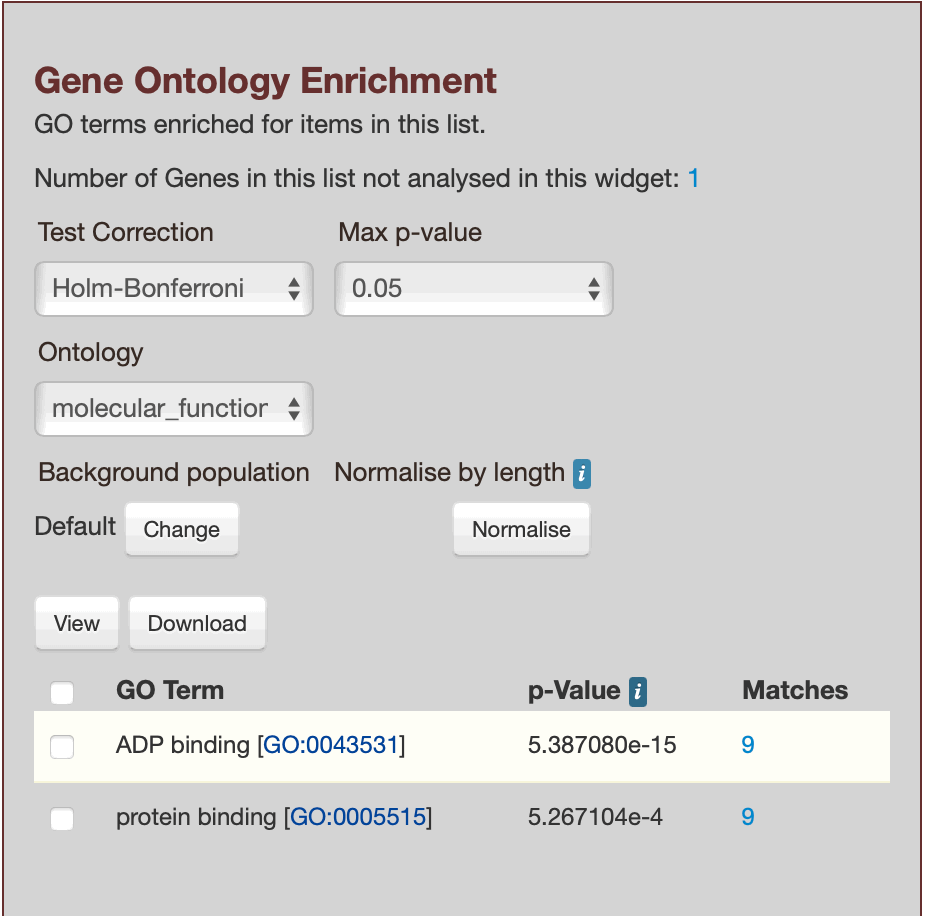 Gene Ontology Enrichment
GO terms enriched for items in this list.
Number of Genes in this list not analysed in this widget: 1
Test Correction Max p-value
Holm-Bonferroni 0.05
Ontology
molecular_function
Background population Normalise by length i
Default Change Normalise
View Download
GO Term p-Value i Matches
ADP binding [GO:0043531] 5.387080e-15 9
protein binding [GO:0005515] 5.267104e-4 9